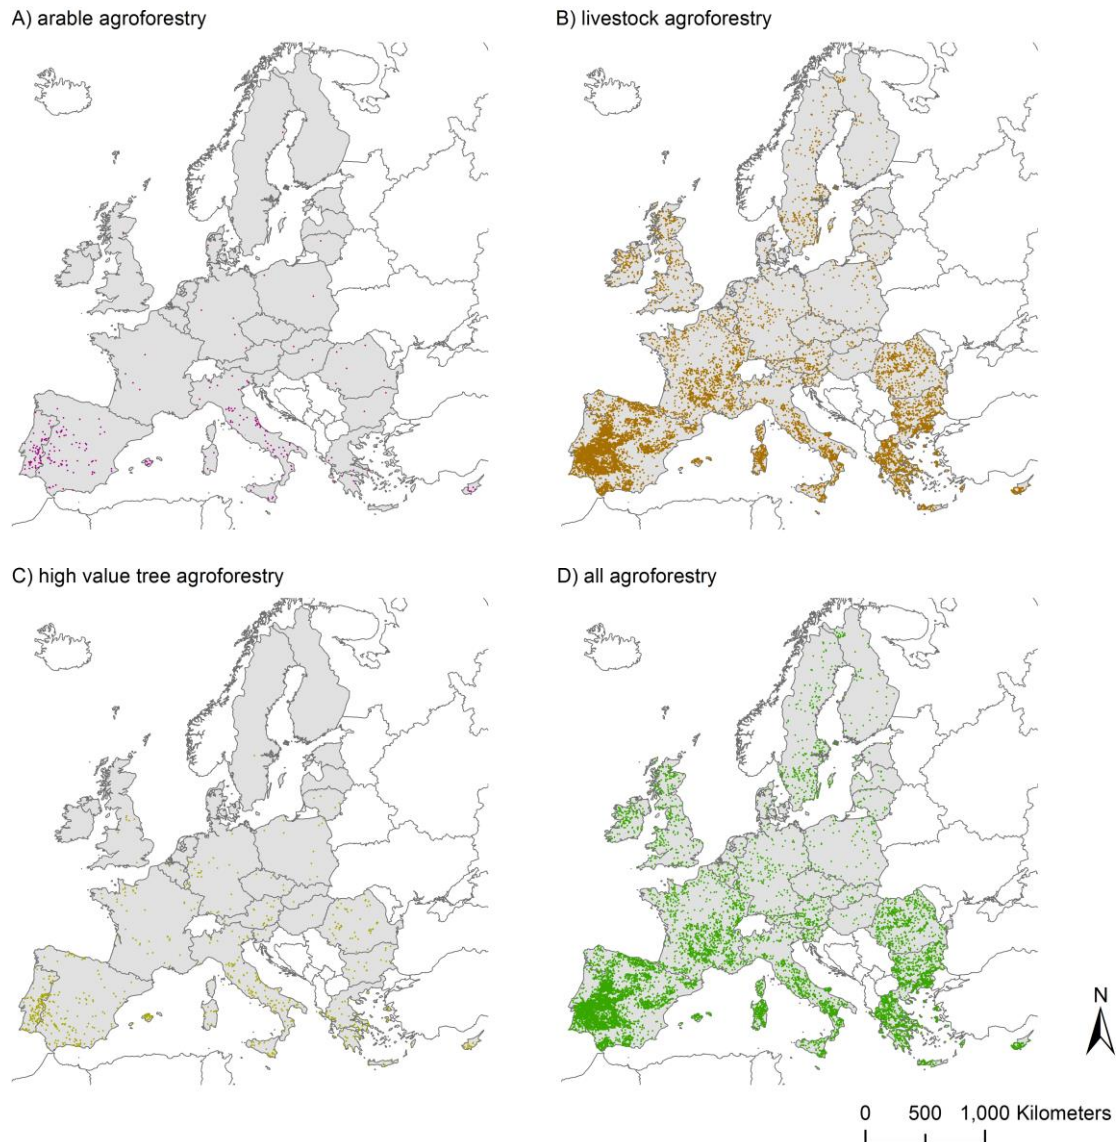 A) arable agroforestry
B) livestock agroforestry
C) high value tree agroforestry
D) all agroforestry
N
0 500 1,000 Kilometers